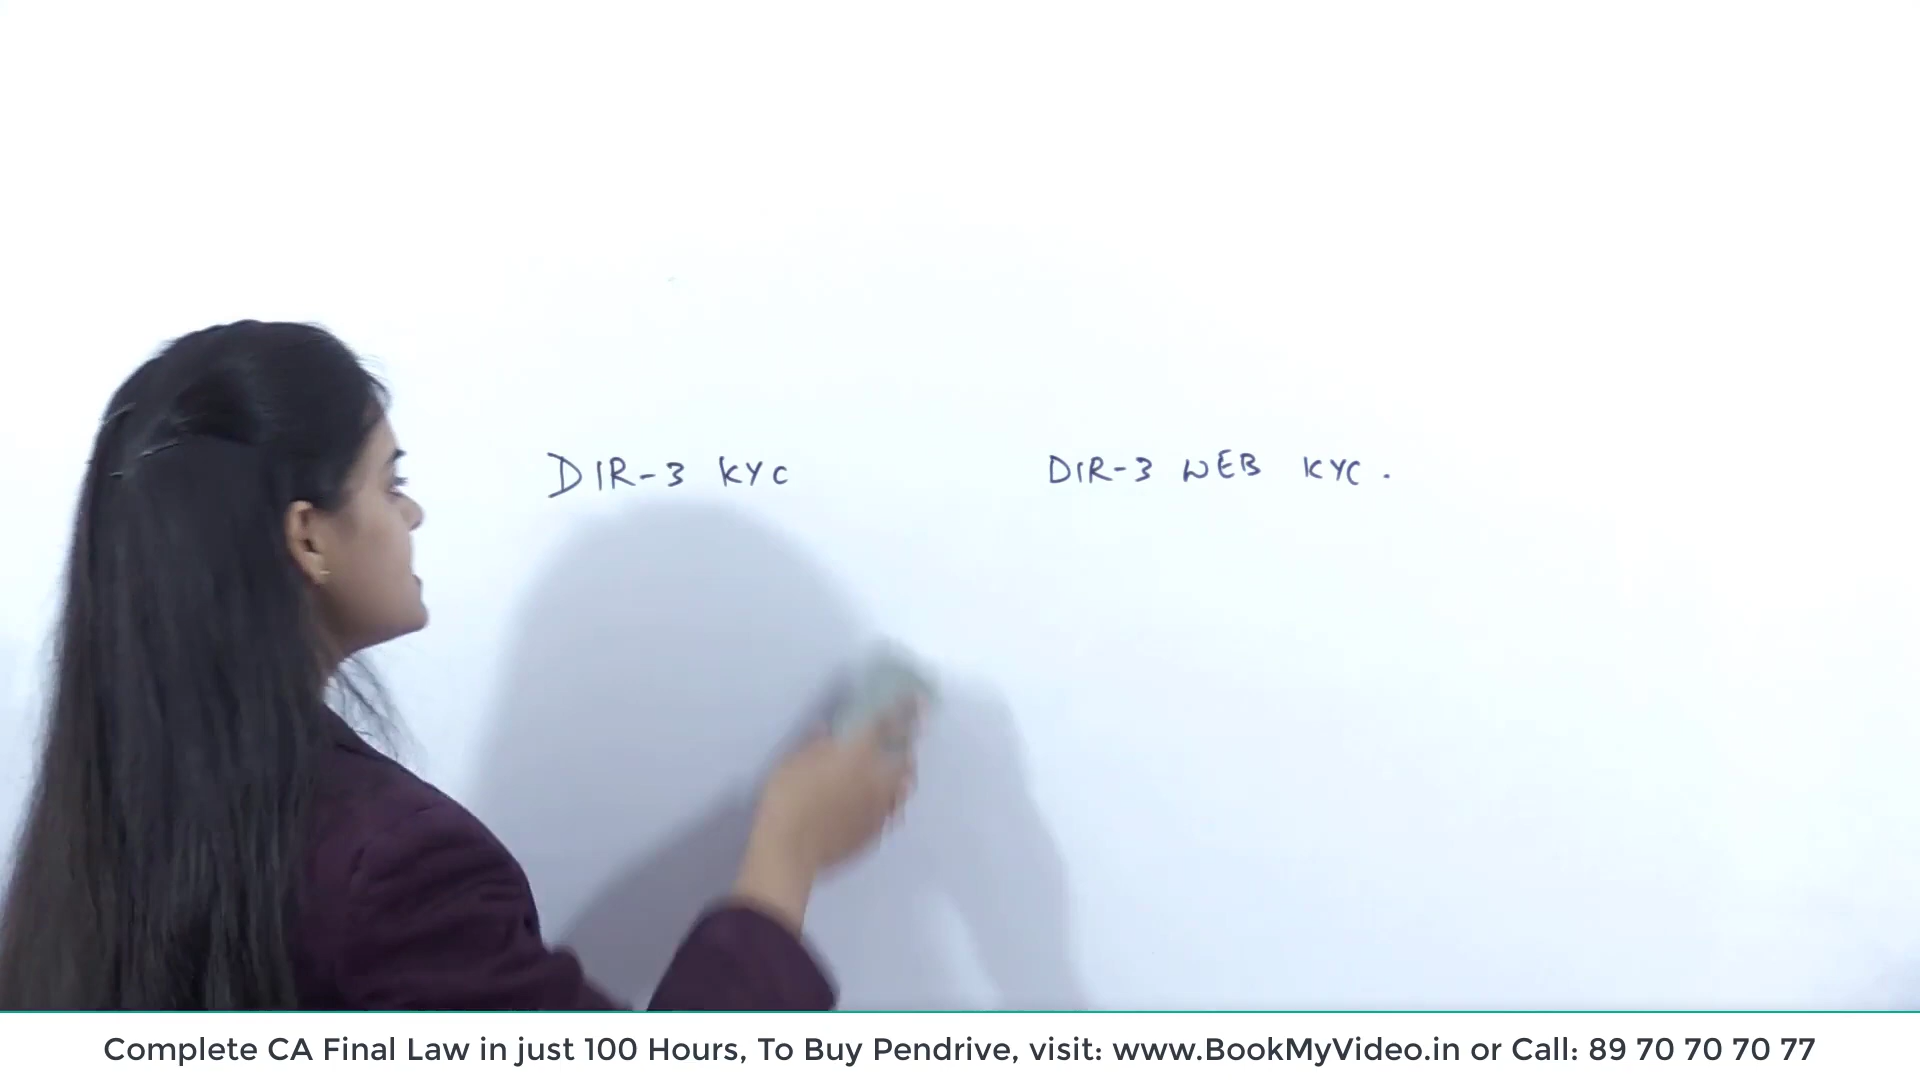 DIR-3 KYC
DIR-3 WEB KYC.
Complete CA Final Law in just 100 Hours, To Buy Pendrive, visit: www.BookMyVideo.in or Call: 89 70 70 70 77